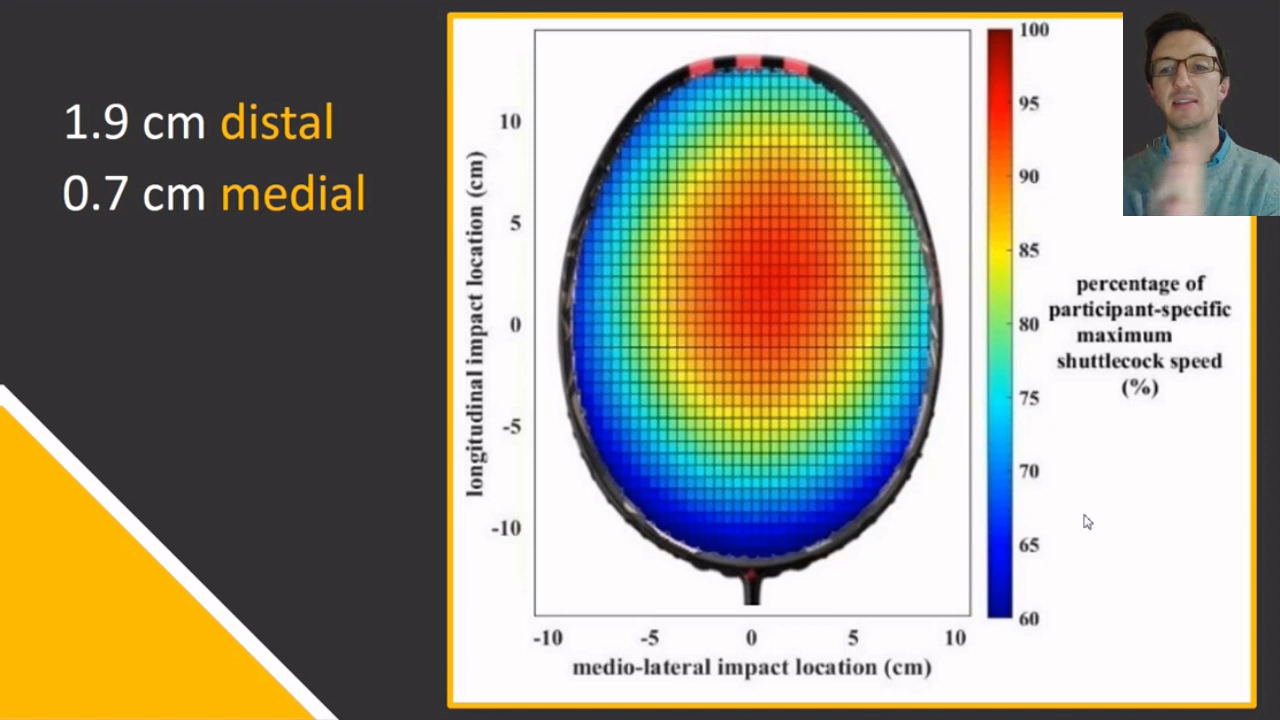 1.9 cm distal
0.7 cm medial
longitudinal impact location (cm)
10
5
0
-5
-10
-10
-5
0
5
10
medio-lateral impact location (cm)
100
95
90
85
80
75
70
65
60
percentage of
participant-specific
maximum
shuttlecock speed
(%)